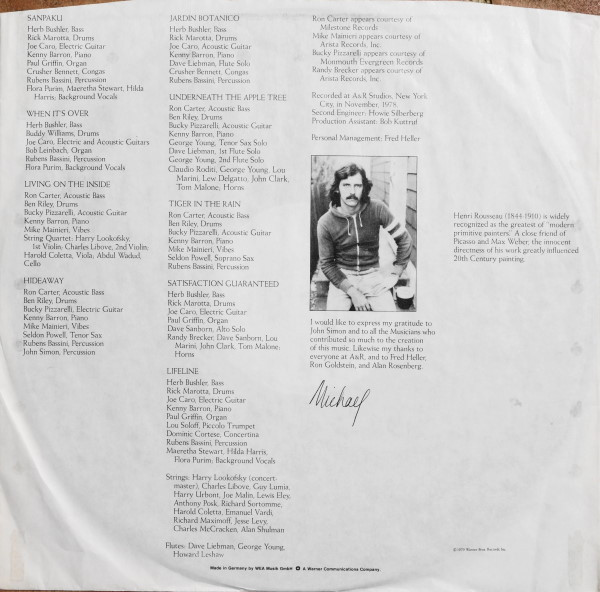 SANPAKU
Herb Bushler, Bass
Rick Marotta, Drums
Joe Caro, Electric Guitar
Kenny Barron, Piano
Paul Griffin, Organ
Crusher Bennett, Congas
Rubens Bassini, Percussion
Flora Purim, Maeretha Stewart, Hilda
Harris; Background Vocals
WHEN IT'S OVER
Herb Bushler, Bass
Buddy Williams, Drums
Joe Caro, Electric and Acoustic Guitars
Bob Leinbach, Organ
Rubens Bassini, Percussion
Flora Purim, Background Vocals
LIVING ON THE INSIDE
Ron Carter, Acoustic Bass
Ben Riley, Drums
Bucky Pizzarelli, Acoustic Guitar
Kenny Barron, Piano
Mike Mainieri, Vibes
String Quartet: Harry Lookofsky,
1st Violin; Charles Libove, 2nd Violin;
Harold Coletta, Viola; Abdul Wadud,
Cello
HIDEAWAY
Ron Carter, Acoustic Bass
Ben Riley, Drums
Bucky Pizzarelli, Electric Guitar
Kenny Barron, Piano
Mike Mainieri, Vibes
Seldon Powell, Tenor Sax
Rubens Bassini, Percussion
John Simon, Percussion
JARDIN BOTANICO
Herb Bushler, Bass
Rick Marotta, Drums
Joe Caro, Acoustic Guitar
Kenny Barron, Piano
Dave Liebman, Flute Solo
Crusher Bennett, Congas
Rubens Bassini, Percussion
UNDERNEATH THE APPLE TREE
Ron Carter, Acoustic Bass
Ben Riley, Drums
Bucky Pizzarelli, Acoustic Guitar
Kenny Barron, Piano
George Young, Tenor Sax Solo
Dave Liebman, 1st Flute Solo
George Young, 2nd Flute Solo
Claudio Roditi, George Young, Lou
Marini, Lew Delgatto, John Clark,
Tom Malone; Horns
TIGER IN THE RAIN
Ron Carter, Acoustic Bass
Ben Riley, Drums
Bucky Pizzarelli, Acoustic Guitar
Kenny Barron, Piano
Mike Mainieri, Vibes
Seldon Powell, Soprano Sax
Rubens Bassini, Percussion
SATISFACTION GUARANTEED
Herb Bushler, Bass
Rick Marotta, Drums
Joe Caro, Electric Guitar
Paul Griffin, Organ
Dave Sanborn, Alto Solo
Randy Brecker, Dave Sanborn, Lou
Marini, John Clark, Tom Malone;
Horns
LIFELINE
Herb Bushler, Bass
Rick Marotta, Drums
Joe Caro, Electric Guitar
Kenny Barron, Piano
Paul Griffin, Organ
Lou Soloff, Piccolo Trumpet
Dominic Cortese, Concertina
Rubens Bassini, Percussion
Maeretha Stewart, Hilda Harris,
Flora Purim; Background Vocals
Strings: Harry Lookofsky (concert-
master), Charles Libove, Guy Lumia,
Harry Urbont, Joe Malin, Lewis Eley,
Anthony Posk, Richard Sortomme,
Harold Coletta, Emanuel Vardi,
Richard Maximoff, Jesse Levy,
Charles McCracken, Alan Shulman
Flutes: Dave Liebman, George Young,
Howard Leshaw
Ron Carter appears courtesy of
Milestone Records
Mike Mainieri appears courtesy of
Arista Records, Inc.
Bucky Pizzarelli appears courtesy of
Monmouth Evergreen Records
Randy Brecker appears courtesy of
Arista Records, Inc.
Recorded at A&R Studios, New York
City, in November, 1978.
Second Engineer: Howie Silberberg
Production Assistant: Bob Kuttruf
Personal Management: Fred Heller
I would like to express my gratitude to
John Simon and to all the Musicians who
contributed so much to the creation
of this music. Likewise my thanks to
everyone at A&R, and to Fred Heller,
Ron Goldstein, and Alan Rosenberg.
Michael
Henri Rousseau (1844-1910) is widely
recognized as the greatest of "modern
primitive painters." A close friend of
Picasso and Max Weber, the innocent
directness of his work greatly influenced
20th Century painting.
© 1979 Warner Bros. Records Inc.
Made in Germany by WEA Musik GmbH A Warner Communications Company.